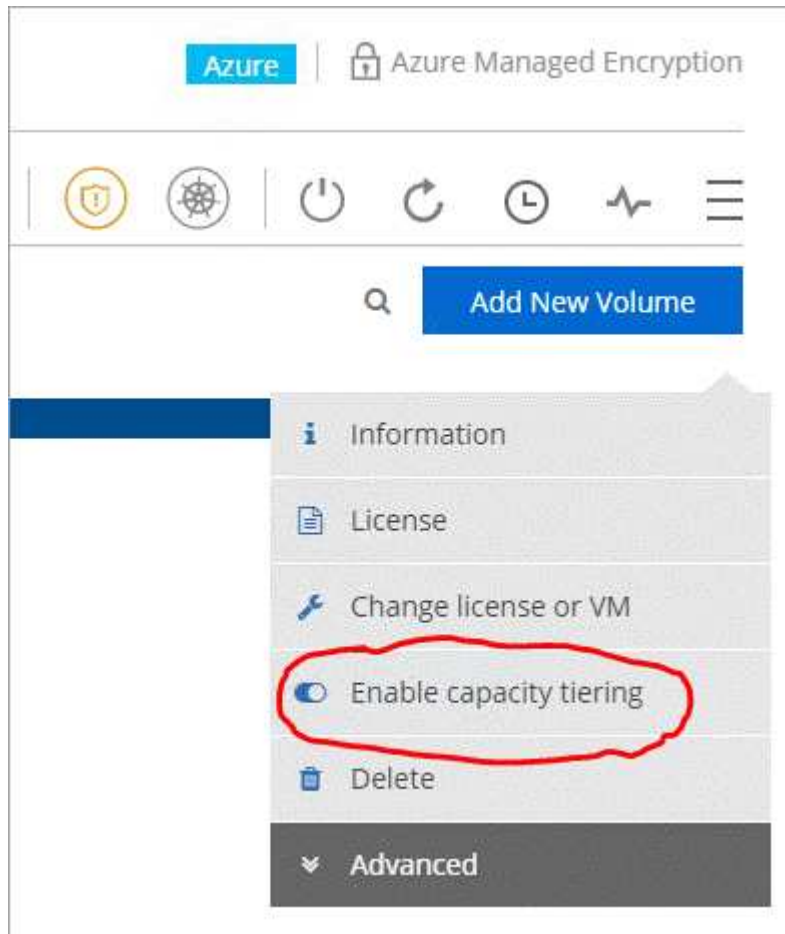 Azure
Azure Managed Encryption
Add New Volume
Information
License
Change license or VM
Enable capacity tiering
Delete
Advanced